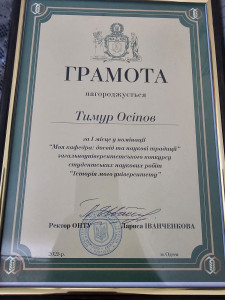 ГРАМОТА
нагороджується
Тимур Осіпов
за І місце у номінації
"Моя кафедра: досвід та наукові традиції"
загальноуніверситетського конкурсу
студентських наукових робіт
"Історія мого університету"
Ректор ОНТУ Лариса ІВАНЧЕНКОВА
м.Одеса